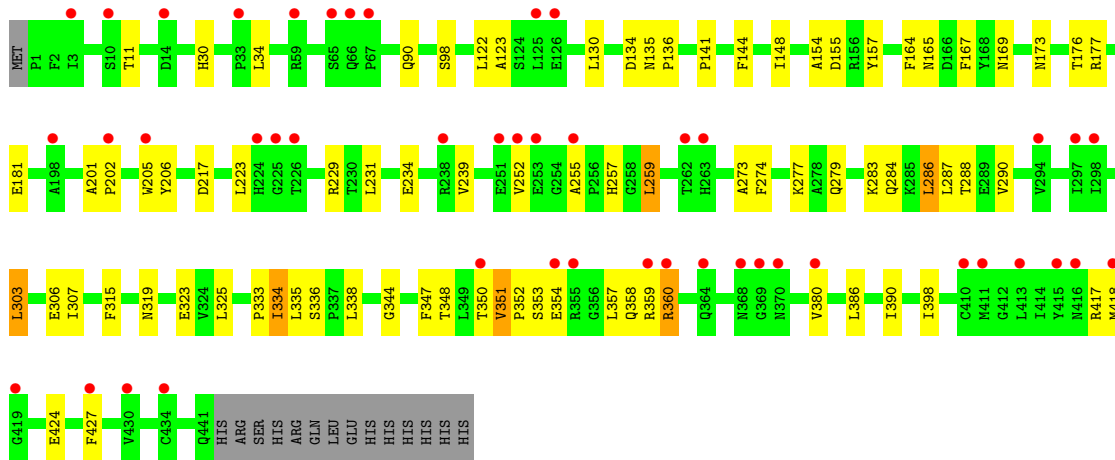 MET P1 F2 I3 S10 T11 D14 H30 P33 L34 R59 S65 Q66 P67 Q90 S98 L122 A123 S124 L125 E126 L130 D134 N135 P136 P141 F144 I148 A154 D155 R156 Y157 F164 N165 D166 F167 Y168 N169 N173 T176 R177
E181 A198 A201 P202 W205 Y206 D217 L223 H224 G225 T226 R229 T230 L231 E234 R238 V239 E251 V252 E253 G254 A255 P256 H257 G258 L259 T262 H263 A273 F274 K277 A278 Q279 K283 Q284 K285 L286 L287 T288 E289 V290 V294 I297 I298
L303 E306 I307 F315 N319 E323 V324 L325 P333 I334 L335 S336 P337 L338 G344 F347 T348 L349 T350 V351 P352 S353 E354 R355 G356 L357 Q358 R359 R360 Q364 N368 G369 N370 V380 L386 I390 I398 C410 M411 G412 L413 I414 Y415 N416 R417 M418
G419 E424 F427 V430 C434 Q441 HIS ARG SER HIS ARG GLN LEU GLU HIS HIS HIS HIS HIS HIS